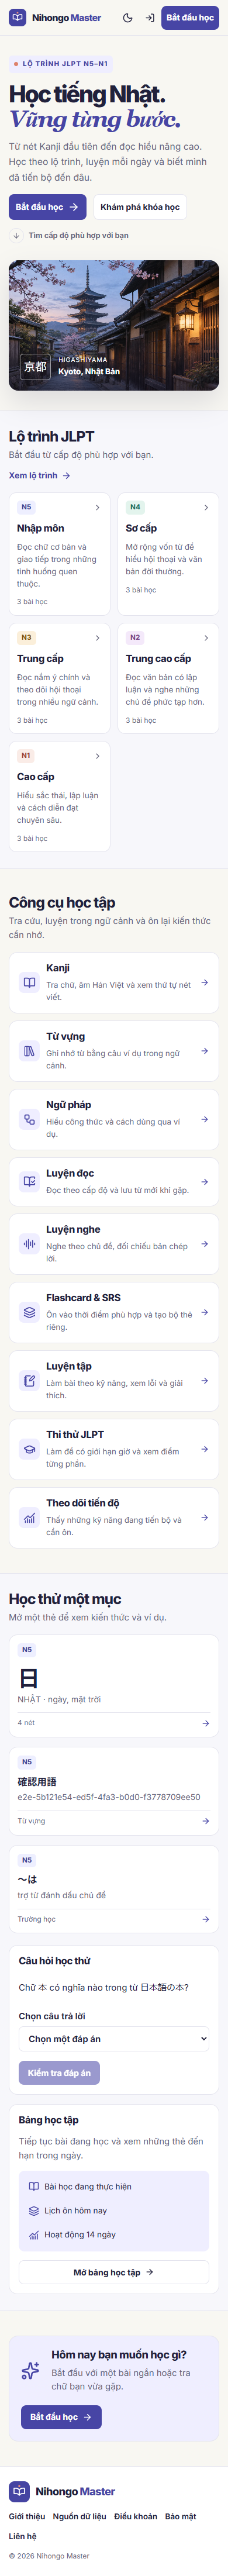 Nihongo Master
Bắt đầu học
LỘ TRÌNH JLPT N5–N1
Học tiếng Nhật.
Vững từng bước.
Từ nét Kanji đầu tiên đến đọc hiểu nâng cao.
Học theo lộ trình, luyện mỗi ngày và biết mình
đã tiến bộ đến đâu.
Bắt đầu học
Khám phá khóa học
Tìm cấp độ phù hợp với bạn
京都
HIGASHIYAMA
Kyoto, Nhật Bản
Lộ trình JLPT
Bắt đầu từ cấp độ phù hợp với bạn.
Xem lộ trình
N5
Nhập môn
Đọc chữ cơ bản và
giao tiếp trong những
tình huống quen
thuộc.
3 bài học
N4
Sơ cấp
Mở rộng vốn từ để
hiểu hội thoại và văn
bản đời thường.
3 bài học
N3
Trung cấp
Đọc nắm ý chính và
theo dõi hội thoại
trong nhiều ngữ cảnh.
3 bài học
N2
Trung cao cấp
Đọc văn bản có lập
luận và nghe những
chủ đề phức tạp hơn.
3 bài học
N1
Cao cấp
Hiểu sắc thái, lập luận
và cách diễn đạt
chuyên sâu.
3 bài học
Công cụ học tập
Tra cứu, luyện trong ngữ cảnh và ôn lại kiến thức
cần nhớ.
Kanji
Tra chữ, âm Hán Việt và xem thứ tự nét
viết.
Từ vựng
Ghi nhớ từ bằng câu ví dụ trong ngữ
cảnh.
Ngữ pháp
Hiểu công thức và cách dùng qua ví
dụ.
Luyện đọc
Đọc theo cấp độ và lưu từ mới khi gặp.
Luyện nghe
Nghe theo chủ đề, đối chiếu bản chép
lời.
Flashcard & SRS
Ôn vào thời điểm phù hợp và tạo bộ thẻ
riêng.
Luyện tập
Làm bài theo kỹ năng, xem lỗi và giải
thích.
Thi thử JLPT
Làm đề có giới hạn giờ và xem điểm
từng phần.
Theo dõi tiến độ
Thấy những kỹ năng đang tiến bộ và
cần ôn.
Học thử một mục
Mở một thẻ để xem kiến thức và ví dụ.
N5
日
NHẬT · ngày, mặt trời
4 nét
N5
確認用語
e2e-5b121e54-ed5f-4fa3-b0d0-f3778709ee50
Từ vựng
N5
〜は
trợ từ đánh dấu chủ đề
Trường học
Câu hỏi học thử
Chữ 本 có nghĩa nào trong từ 日本語の本?
Chọn câu trả lời
Chọn một đáp án
Kiểm tra đáp án
Bảng học tập
Tiếp tục bài đang học và xem những thẻ đến
hạn trong ngày.
Bài học đang thực hiện
Lịch ôn hôm nay
Hoạt động 14 ngày
Mở bảng học tập
Hôm nay bạn muốn học gì?
Bắt đầu với một bài ngắn hoặc tra
chữ bạn vừa gặp.
Bắt đầu học
Nihongo Master
Giới thiệu
Nguồn dữ liệu
Điều khoản
Bảo mật
Liên hệ
© 2026 Nihongo Master